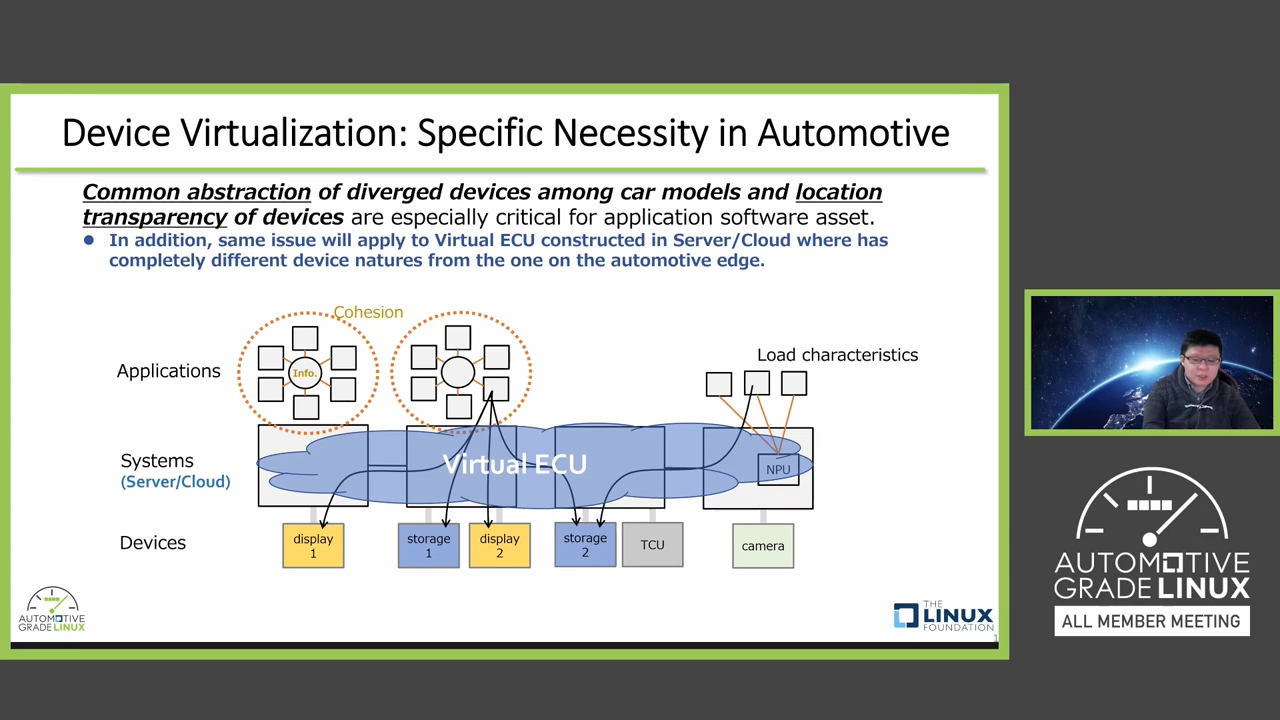 Device Virtualization: Specific Necessity in Automotive
Common abstraction of diverged devices among car models and location
transparency of devices are especially critical for application software asset.
● In addition, same issue will apply to Virtual ECU constructed in Server/Cloud where has
completely different device natures from the one on the automotive edge.
Cohesion
Load characteristics
Applications
Info.
Systems
(Server/Cloud)
Virtual ECU
NPU
Devices
display
1
storage
1
display
2
storage
2
TCU
camera
AUTOMOTIVE
GRADE LINUX
THE
LINUX
FOUNDATION
1
AUTOMOTIVE
GRADE LINUX
ALL MEMBER MEETING